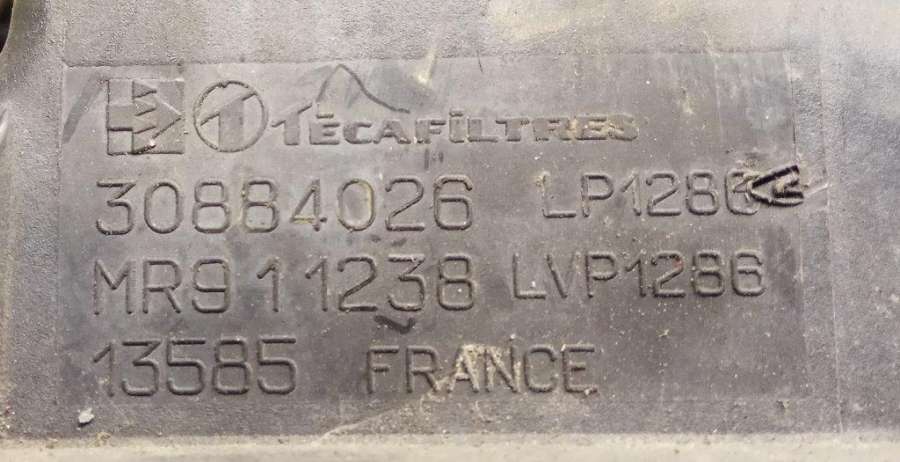 TECAFILTRES
30884026 LP1286
MR911238 LVP1286
13585 FRANCE